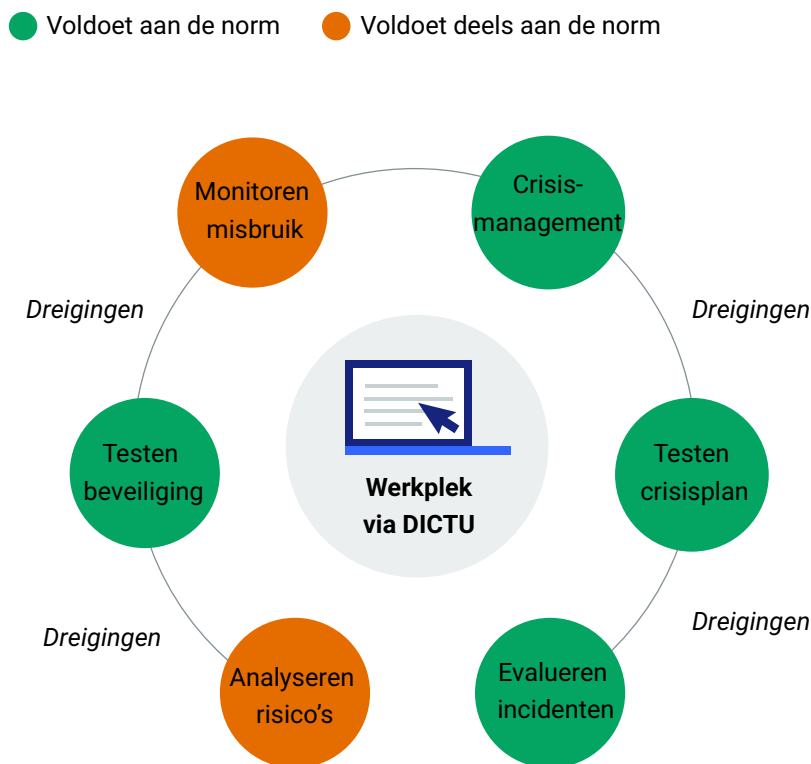 Voldoet aan de norm
Voldoet deels aan de norm
Monitoren
misbruik
Crisis-
management
Dreigingen
Dreigingen
Testen
beveiliging
Werkplek
via DICTU
Testen
crisisplan
Dreigingen
Dreigingen
Analyseren
risico’s
Evalueren
incidenten